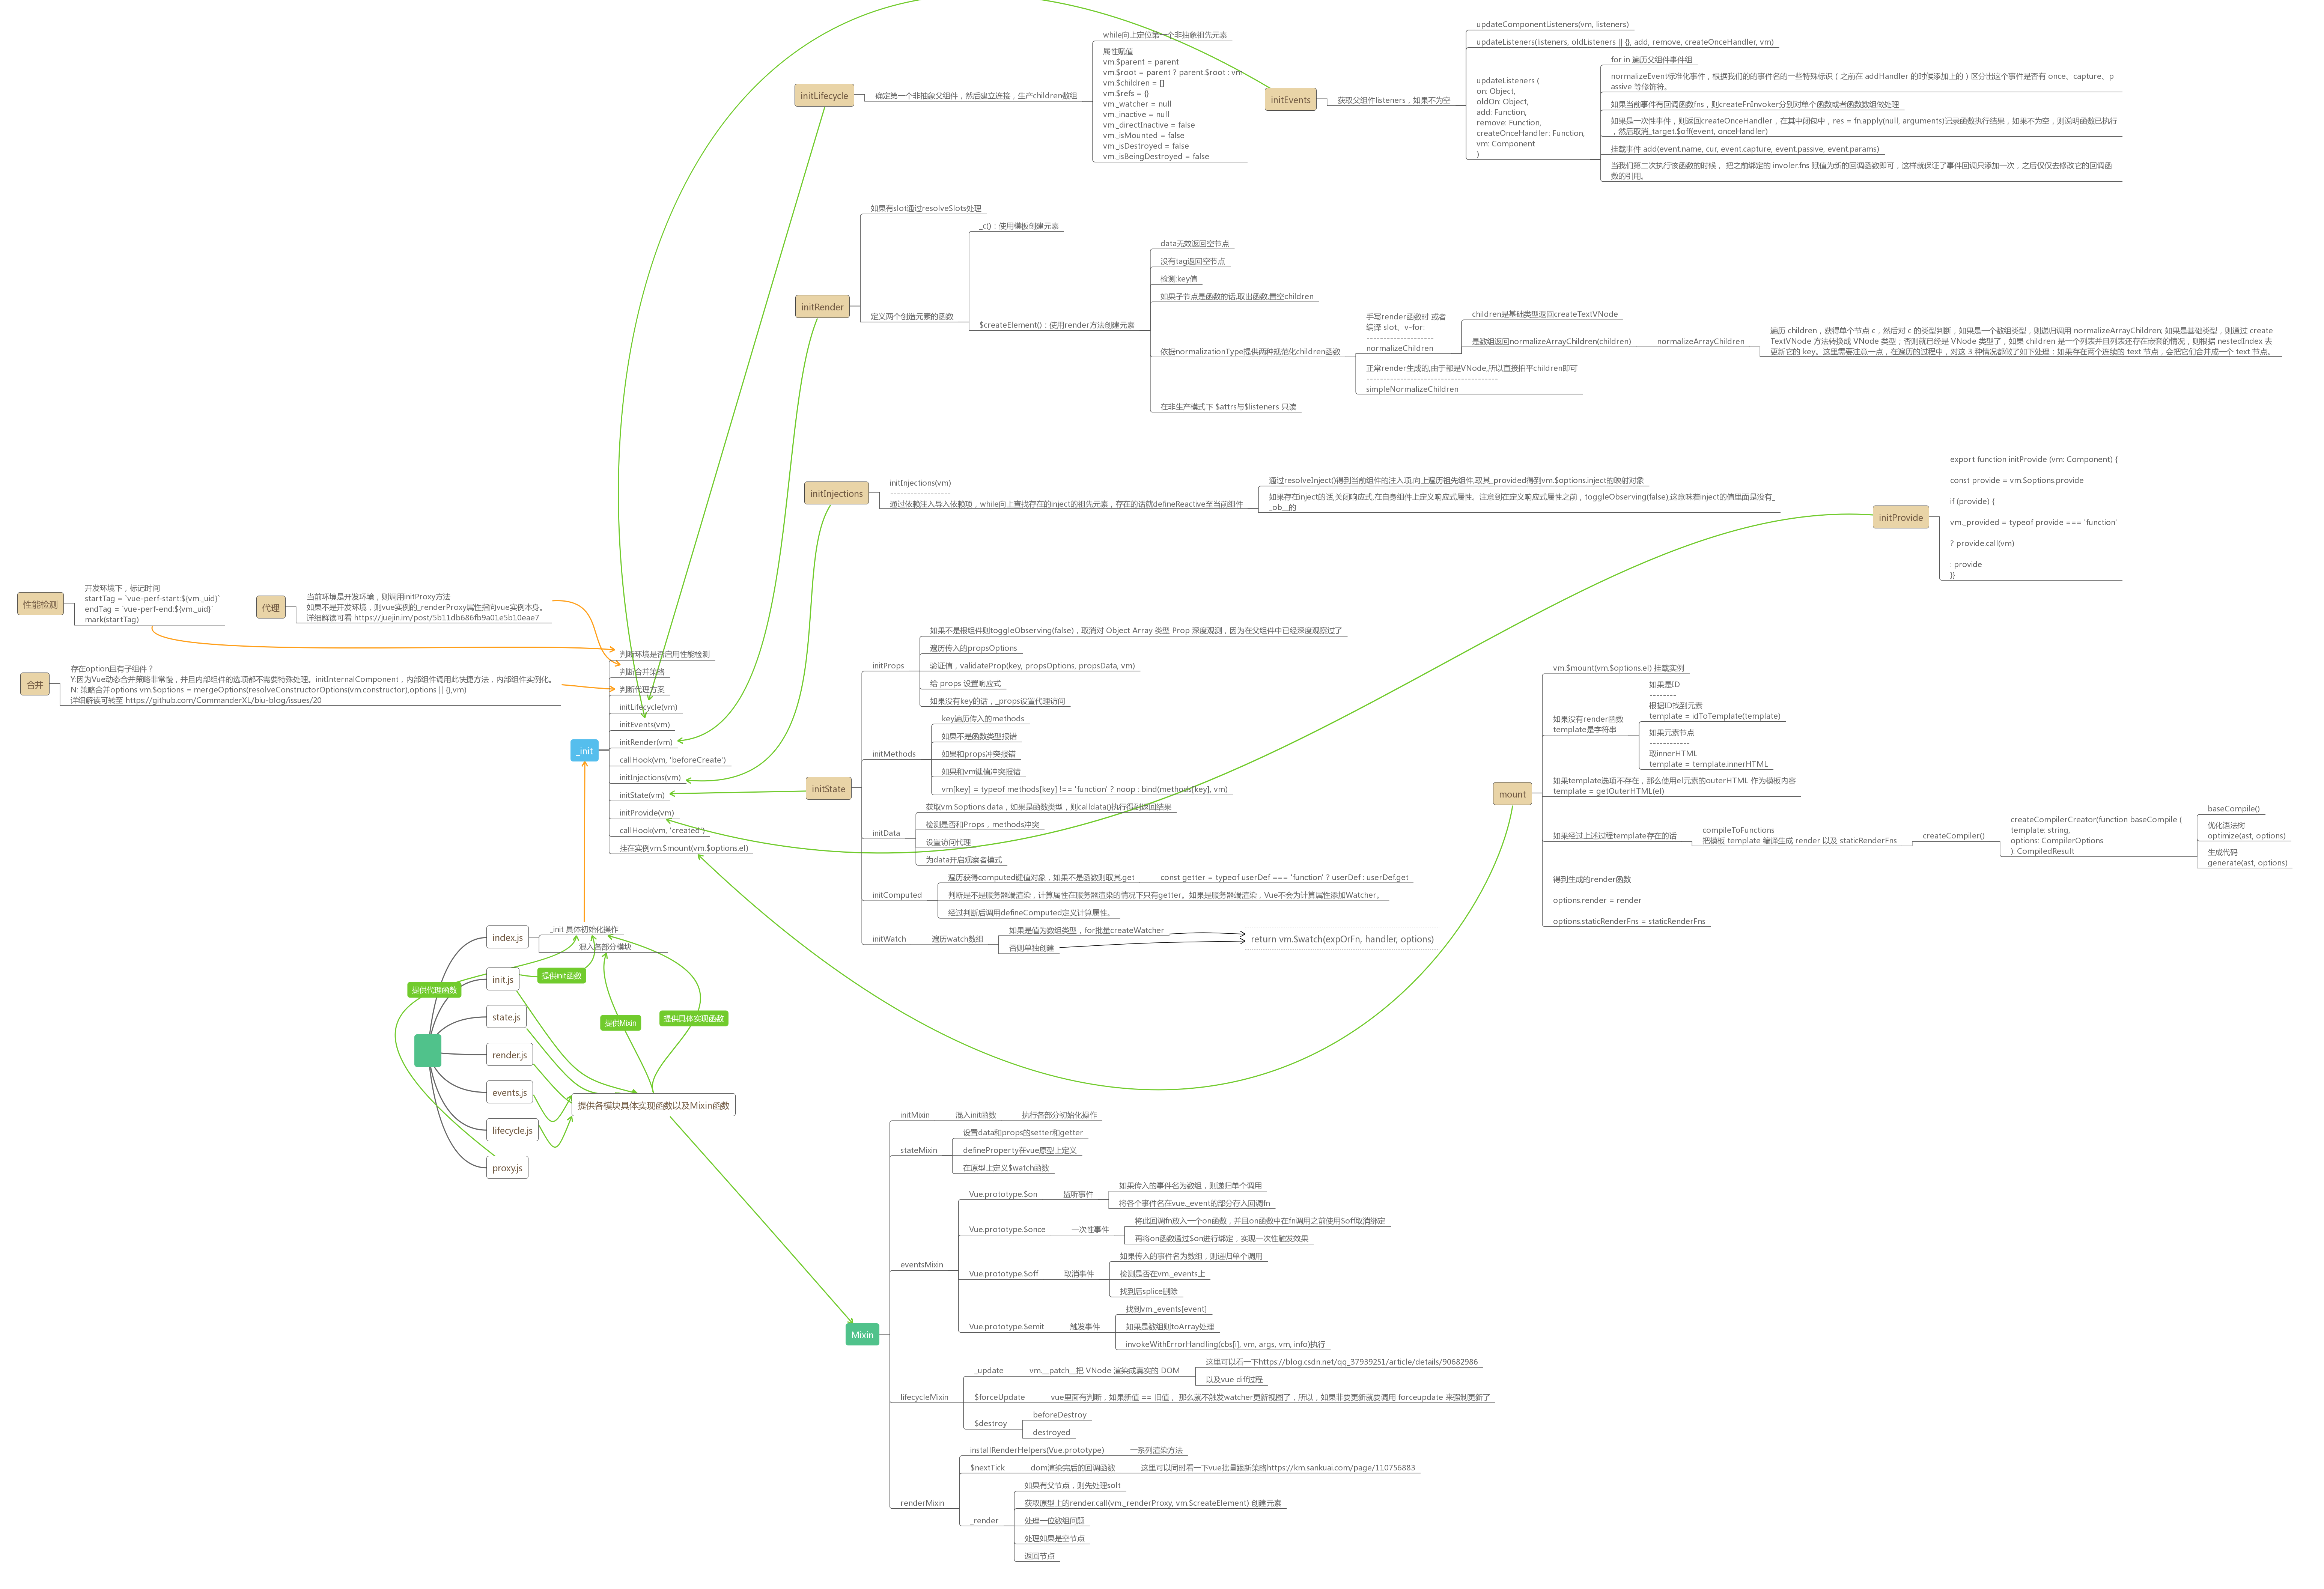 initLifecycle
确定第一个非抽象父组件，然后建立连接，生产children数组
while向上定位第一个非抽象祖先元素
属性赋值
vm.$parent = parent
vm.$root = parent ? parent.$root : vm
vm.$children = []
vm.$refs = {}
vm._watcher = null
vm._inactive = null
vm._directInactive = false
vm._isMounted = false
vm._isDestroyed = false
vm._isBeingDestroyed = false
initEvents
获取父组件listeners，如果不为空
updateComponentListeners(vm, listeners)
updateListeners(listeners, oldListeners || {}, add, remove, createOnceHandler, vm)
updateListeners (
on: Object,
oldOn: Object,
add: Function,
remove: Function,
createOnceHandler: Function,
vm: Component
)
for in 遍历父组件事件组
normalizeEvent标准化事件，根据我们的的事件名的一些特殊标识（之前在 addHandler 的时候添加上的）区分出这个事件是否有 once、capture、p
assive 等修饰符。
如果当前事件有回调函数fns，则createFnInvoker分别对单个函数或者函数数组做处理
如果是一次性事件，则返回createOnceHandler，在其中闭包中，res = fn.apply(null, arguments)记录函数执行结果，如果不为空，则说明函数已执行
，然后取消_target.$off(event, onceHandler)
挂载事件 add(event.name, cur, event.capture, event.passive, event.params)
当我们第二次执行该函数的时候， 把之前绑定的 involer.fns 赋值为新的回调函数即可，这样就保证了事件回调只添加一次，之后仅仅去修改它的回调函
数的引用。
initRender
如果有slot通过resolveSlots处理
定义两个创造元素的函数
_c()：使用模板创建元素
$createElement()：使用render方法创建元素
data无效返回空节点
没有tag返回空节点
检测:key值
如果子节点是函数的话,取出函数,置空children
依据normalizationType提供两种规范化children函数
手写render函数时 或者
编译 slot、v-for:
--------------------
normalizeChildren
children是基础类型返回createTextVNode
是数组返回normalizeArrayChildren(children)
normalizeArrayChildren
遍历 children，获得单个节点 c，然后对 c 的类型判断，如果是一个数组类型，则递归调用 normalizeArrayChildren; 如果是基础类型，则通过 create
TextVNode 方法转换成 VNode 类型；否则就已经是 VNode 类型了，如果 children 是一个列表并且列表还存在嵌套的情况，则根据 nestedIndex 去
更新它的 key。这里需要注意一点，在遍历的过程中，对这 3 种情况都做了如下处理：如果存在两个连续的 text 节点，会把它们合并成一个 text 节点。
正常render生成的,由于都是VNode,所以直接拍平children即可
---------------------------------------
simpleNormalizeChildren
在非生产模式下 $attrs与$listeners 只读
initInjections
initInjections(vm)
------------------
通过依赖注入导入依赖项，while向上查找存在的inject的祖先元素，存在的话就defineReactive至当前组件
通过resolveInject()得到当前组件的注入项,向上遍历祖先组件,取其_provided得到vm.$options.inject的映射对象
如果存在inject的话,关闭响应式,在自身组件上定义响应式属性。注意到在定义响应式属性之前，toggleObserving(false),这意味着inject的值里面是没有_
_ob__的
initProvide
export function initProvide (vm: Component) {
const provide = vm.$options.provide
if (provide) {
vm._provided = typeof provide === 'function'
? provide.call(vm)
: provide
}}
性能检测
开发环境下，标记时间
startTag = `vue-perf-start:${vm._uid}`
endTag = `vue-perf-end:${vm._uid}`
mark(startTag)
代理
当前环境是开发环境，则调用initProxy方法
如果不是开发环境，则vue实例的_renderProxy属性指向vue实例本身。
详细解读可看 https://juejin.im/post/5b11db686fb9a01e5b10eae7
合并
存在option且有子组件？
Y:因为Vue动态合并策略非常慢，并且内部组件的选项都不需要特殊处理。initInternalComponent，内部组件调用此快捷方法，内部组件实例化。
N: 策略合并options vm.$options = mergeOptions(resolveConstructorOptions(vm.constructor),options || {},vm)
详细解读可转至 https://github.com/CommanderXL/biu-blog/issues/20
_init
判断环境是否启用性能检测
判断合并策略
判断代理方案
initLifecycle(vm)
initEvents(vm)
initRender(vm)
callHook(vm, 'beforeCreate')
initInjections(vm)
initState(vm)
initProvide(vm)
callHook(vm, 'created')
挂在实例vm.$mount(vm.$options.el)
initState
initProps
如果不是根组件则toggleObserving(false)，取消对 Object Array 类型 Prop 深度观测，因为在父组件中已经深度观察过了
遍历传入的propsOptions
验证值，validateProp(key, propsOptions, propsData, vm)
给 props 设置响应式
如果没有key的话，_props设置代理访问
initMethods
key遍历传入的methods
如果不是函数类型报错
如果和props冲突报错
如果和vm键值冲突报错
vm[key] = typeof methods[key] !== 'function' ? noop : bind(methods[key], vm)
initData
获取vm.$options.data，如果是函数类型，则calldata()执行得到返回结果
检测是否和Props，methods冲突
设置访问代理
为data开启观察者模式
initComputed
遍历获得computed键值对象，如果不是函数则取其.get
const getter = typeof userDef === 'function' ? userDef : userDef.get
判断是不是服务器端渲染，计算属性在服务器渲染的情况下只有getter。如果是服务器端渲染，Vue不会为计算属性添加Watcher。
经过判断后调用defineComputed定义计算属性。
initWatch
遍历watch数组
如果是值为数组类型，for批量createWatcher
否则单独创建
return vm.$watch(expOrFn, handler, options)
mount
vm.$mount(vm.$options.el) 挂载实例
如果没有render函数
template是字符串
如果是ID
--------
根据ID找到元素
template = idToTemplate(template)
如果元素节点
------------
取innerHTML
template = template.innerHTML
如果template选项不存在，那么使用el元素的outerHTML 作为模板内容
template = getOuterHTML(el)
如果经过上述过程template存在的话
compileToFunctions
把模板 template 编译生成 render 以及 staticRenderFns
createCompiler()
createCompilerCreator(function baseCompile (
template: string,
options: CompilerOptions
): CompiledResult
baseCompile()
优化语法树
optimize(ast, options)
生成代码
generate(ast, options)
得到生成的render函数
options.render = render
options.staticRenderFns = staticRenderFns
index.js
_init 具体初始化操作
混入各部分模块
init.js
state.js
render.js
events.js
lifecycle.js
proxy.js
提供代理函数
提供init函数
提供Mixin
提供具体实现函数
提供各模块具体实现函数以及Mixin函数
Mixin
initMixin
混入init函数
执行各部分初始化操作
stateMixin
设置data和props的setter和getter
defineProperty在vue原型上定义
在原型上定义$watch函数
eventsMixin
Vue.prototype.$on
监听事件
如果传入的事件名为数组，则递归单个调用
将各个事件名在vue._event的部分存入回调fn
Vue.prototype.$once
一次性事件
将此回调fn放入一个on函数，并且on函数中在fn调用之前使用$off取消绑定
再将on函数通过$on进行绑定，实现一次性触发效果
Vue.prototype.$off
取消事件
如果传入的事件名为数组，则递归单个调用
检测是否在vm._events上
找到后splice删除
Vue.prototype.$emit
触发事件
找到vm._events[event]
如果是数组则toArray处理
invokeWithErrorHandling(cbs[i], vm, args, vm, info)执行
lifecycleMixin
_update
vm.__patch__把 VNode 渲染成真实的 DOM
这里可以看一下https://blog.csdn.net/qq_37939251/article/details/90682986
以及vue diff过程
$forceUpdate
vue里面有判断，如果新值 == 旧值， 那么就不触发watcher更新视图了，所以，如果非要更新就要调用 forceupdate 来强制更新了
$destroy
beforeDestroy
destroyed
renderMixin
installRenderHelpers(Vue.prototype)
一系列渲染方法
$nextTick
dom渲染完后的回调函数
这里可以同时看一下vue批量跟新策略https://km.sankuai.com/page/110756883
_render
如果有父节点，则先处理solt
获取原型上的render.call(vm._renderProxy, vm.$createElement) 创建元素
处理一位数组问题
处理如果是空节点
返回节点